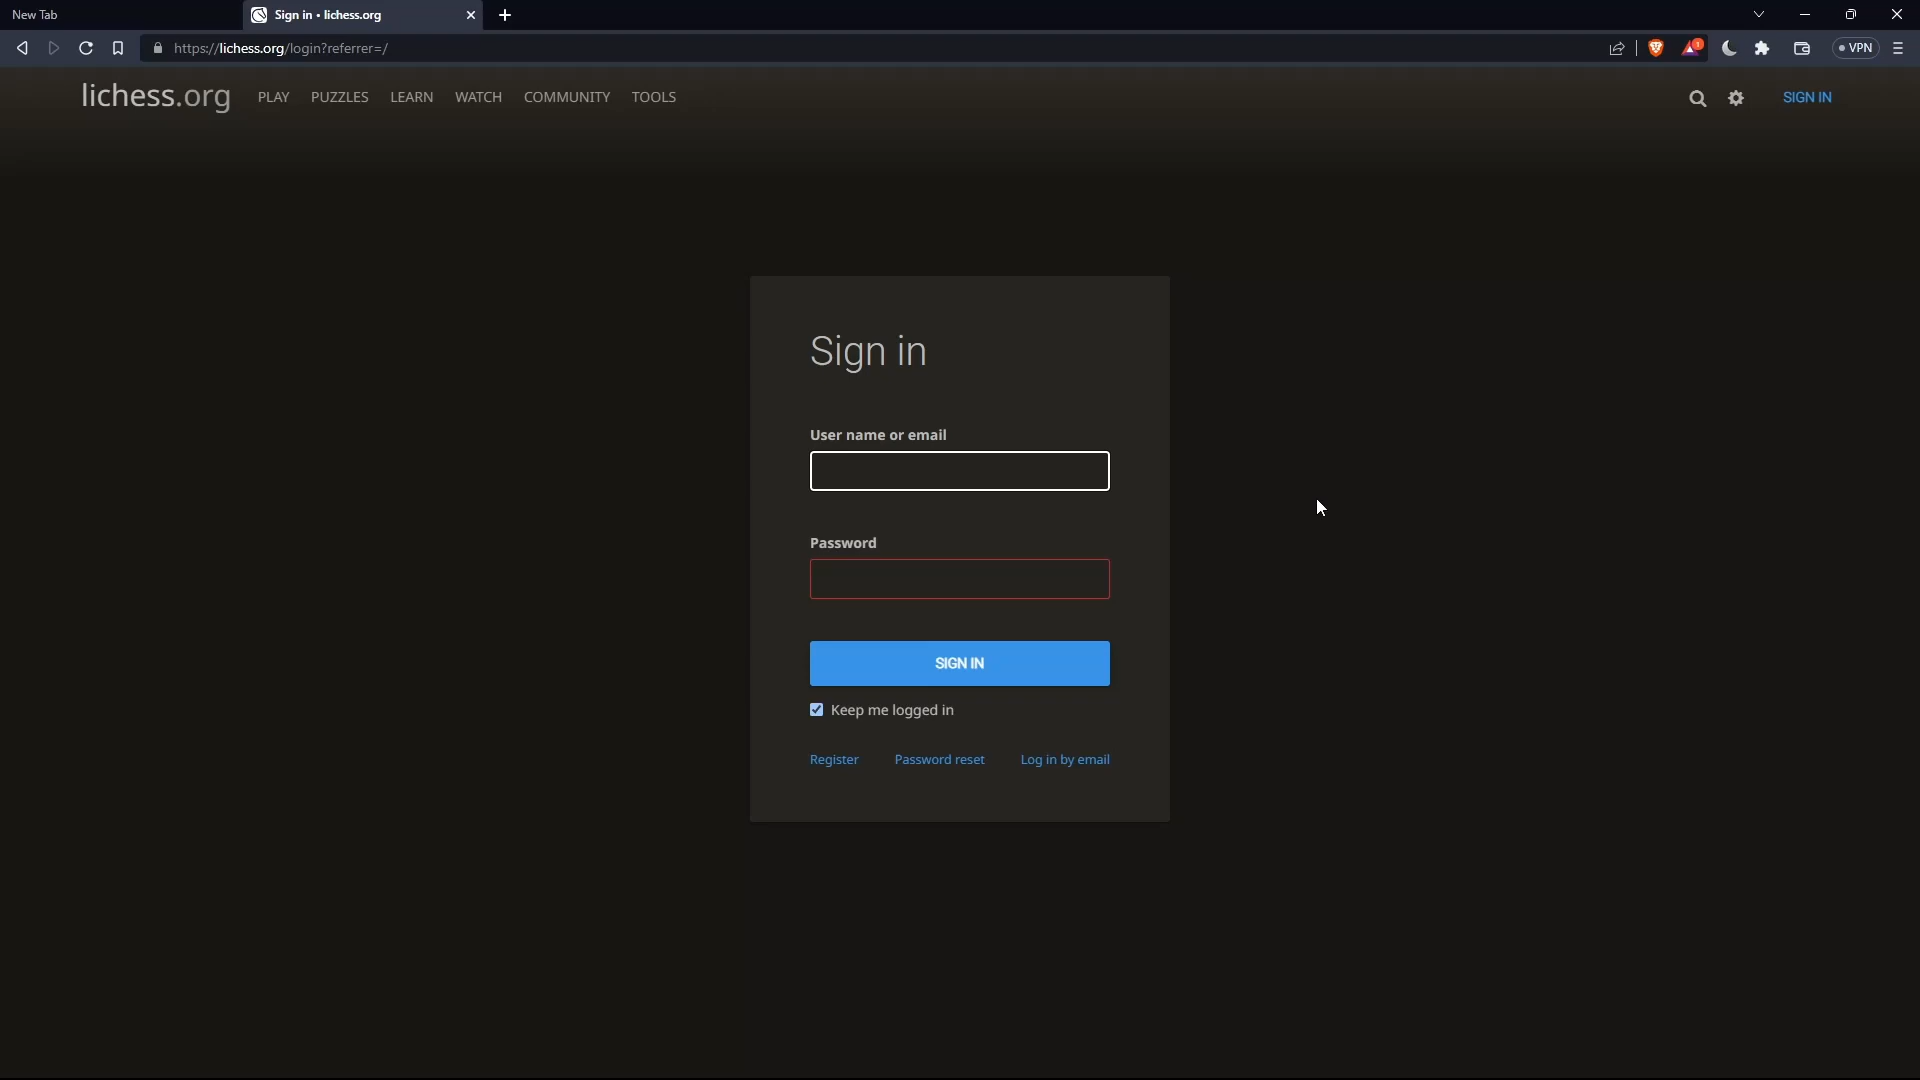 New Tab
Sign in • lichess.org
https://lichess.org/login?referrer=/
1
VPN
lichess.org PLAY PUZZLES LEARN WATCH COMMUNITY TOOLS SIGN IN
Sign in
User name or email
Password
SIGN IN
Keep me logged in
Register Password reset Log in by email